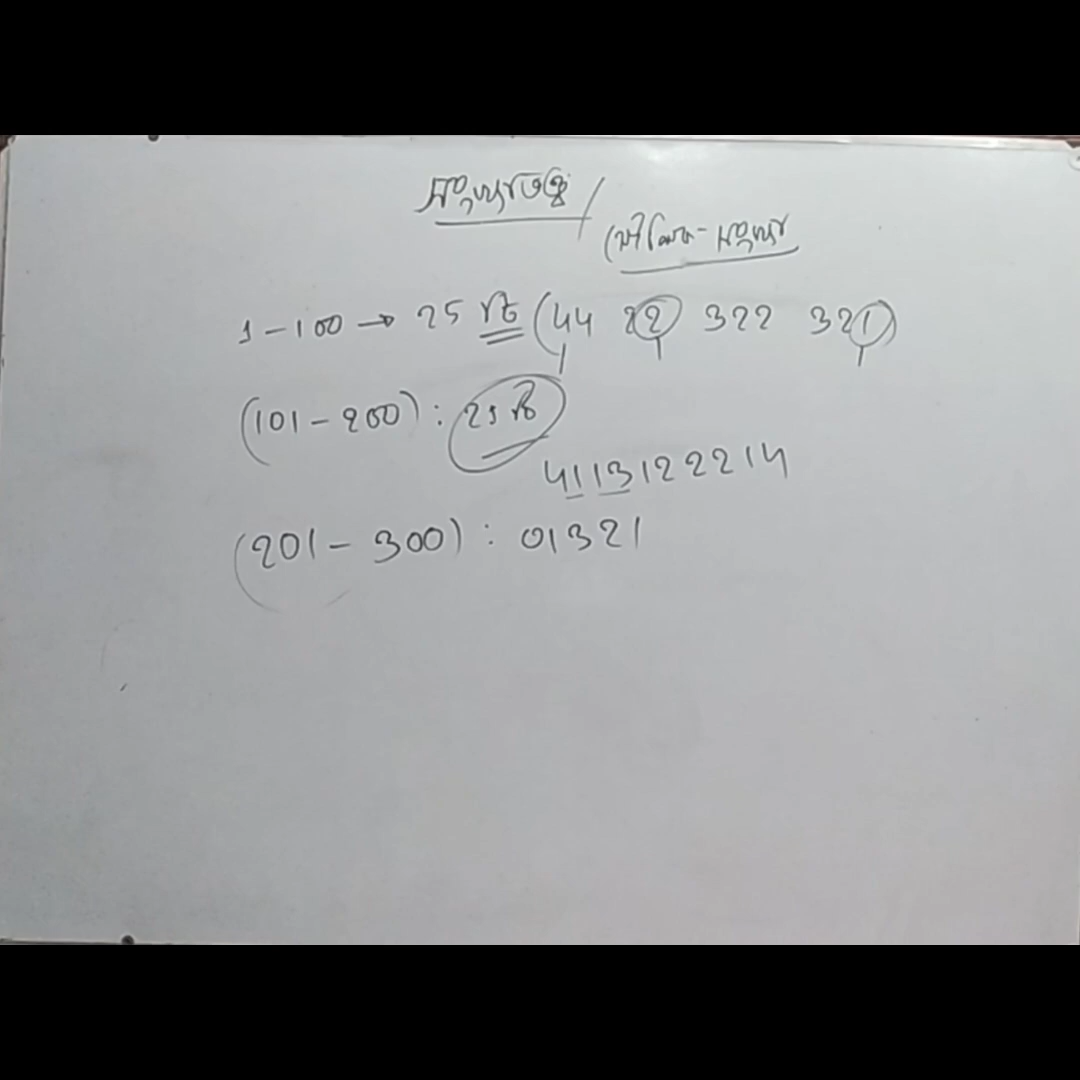 সংখ্যাতত্ত্ব /
মৌলিক-সংখ্যা
1-100 → 25 টি (44 22 322 321)
(101-200) : 21 টি
4113122214
(201-300) : 01321